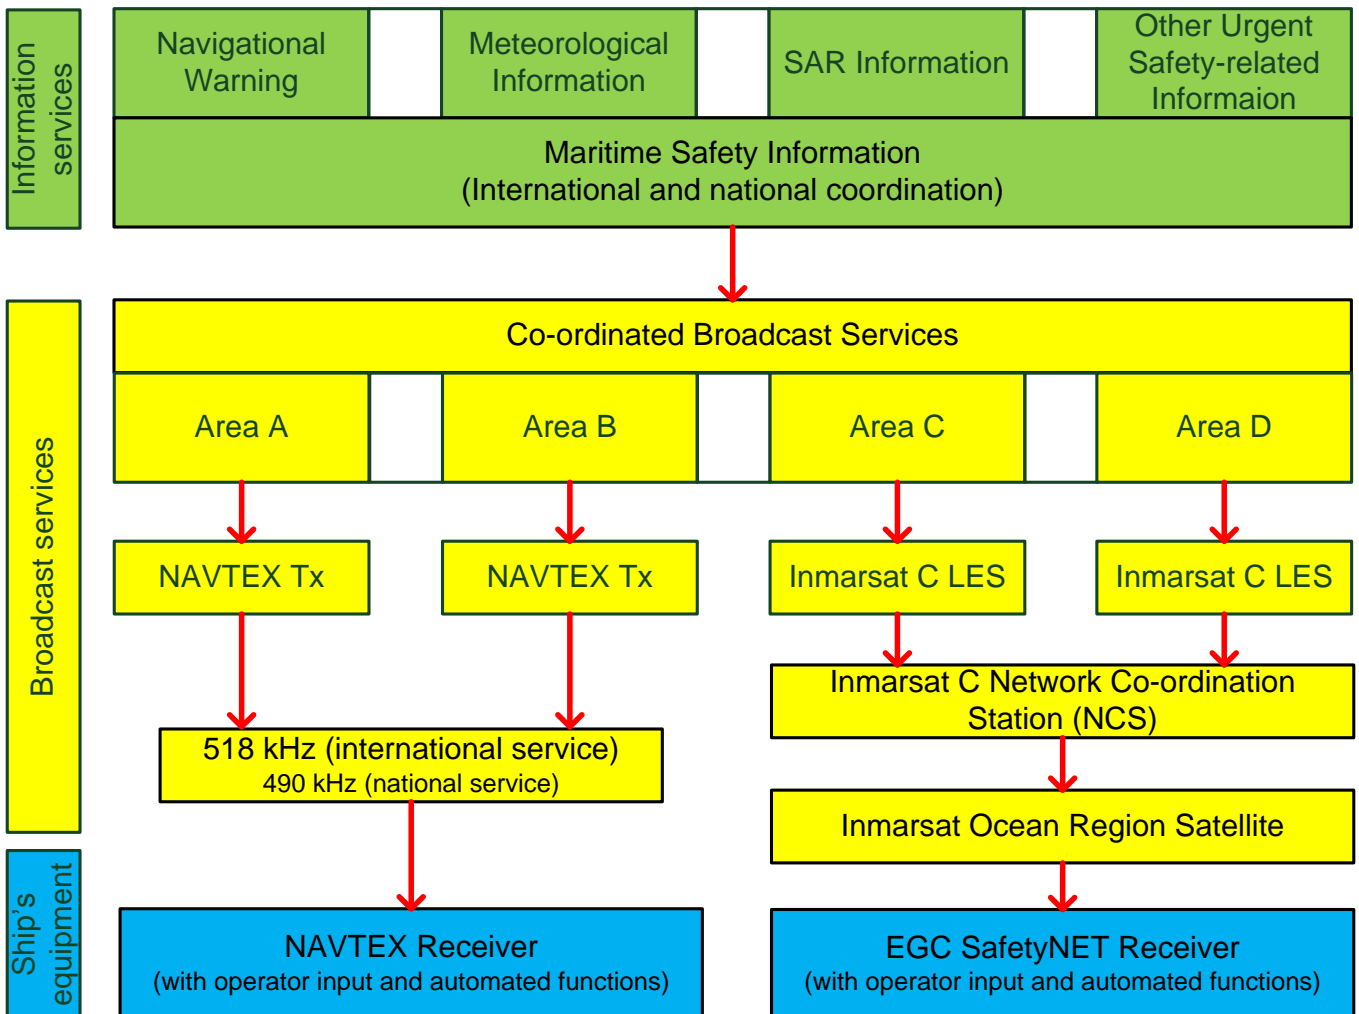 Information
services
Navigational
Warning
Meteorological
Information
SAR Information
Other Urgent
Safety-related
Informaion
Maritime Safety Information
(International and national coordination)
Broadcast services
Co-ordinated Broadcast Services
Area A
Area B
Area C
Area D
NAVTEX Tx
NAVTEX Tx
Inmarsat C LES
Inmarsat C LES
518 kHz (international service)
490 kHz (national service)
Inmarsat C Network Co-ordination
Station (NCS)
Inmarsat Ocean Region Satellite
Ship's
equipment
NAVTEX Receiver
(with operator input and automated functions)
EGC SafetyNET Receiver
(with operator input and automated functions)